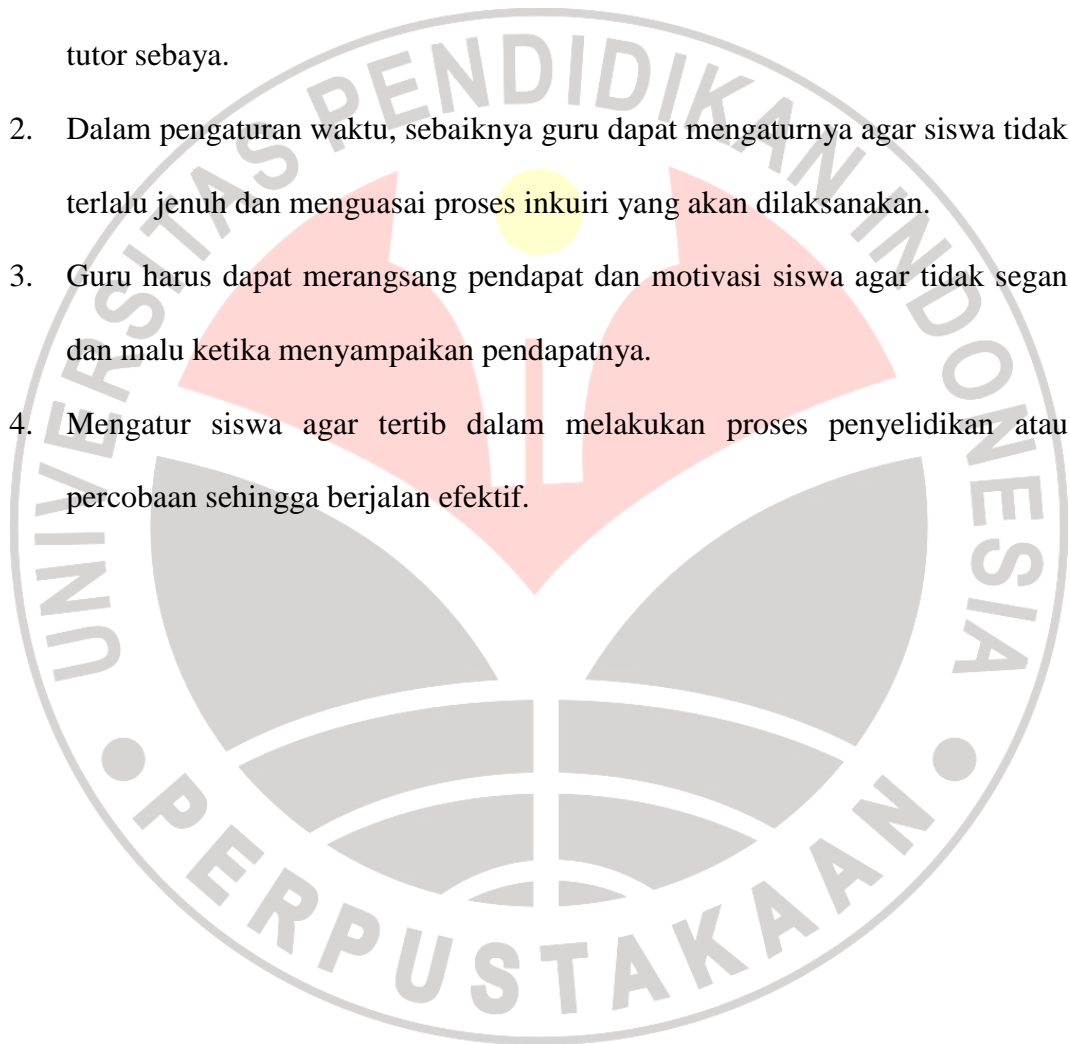 tutor sebaya.
2. Dalam pengaturan waktu, sebaiknya guru dapat mengaturnya agar siswa tidak
terlalu jenuh dan menguasai proses inkuiri yang akan dilaksanakan.
3. Guru harus dapat merangsang pendapat dan motivasi siswa agar tidak segan
dan malu ketika menyampaikan pendapatnya.
4. Mengatur siswa agar tertib dalam melakukan proses penyelidikan atau
percobaan sehingga berjalan efektif.
UNIVERSITAS PENDIDIKAN INDONESIA
PERPUSTAKAAN